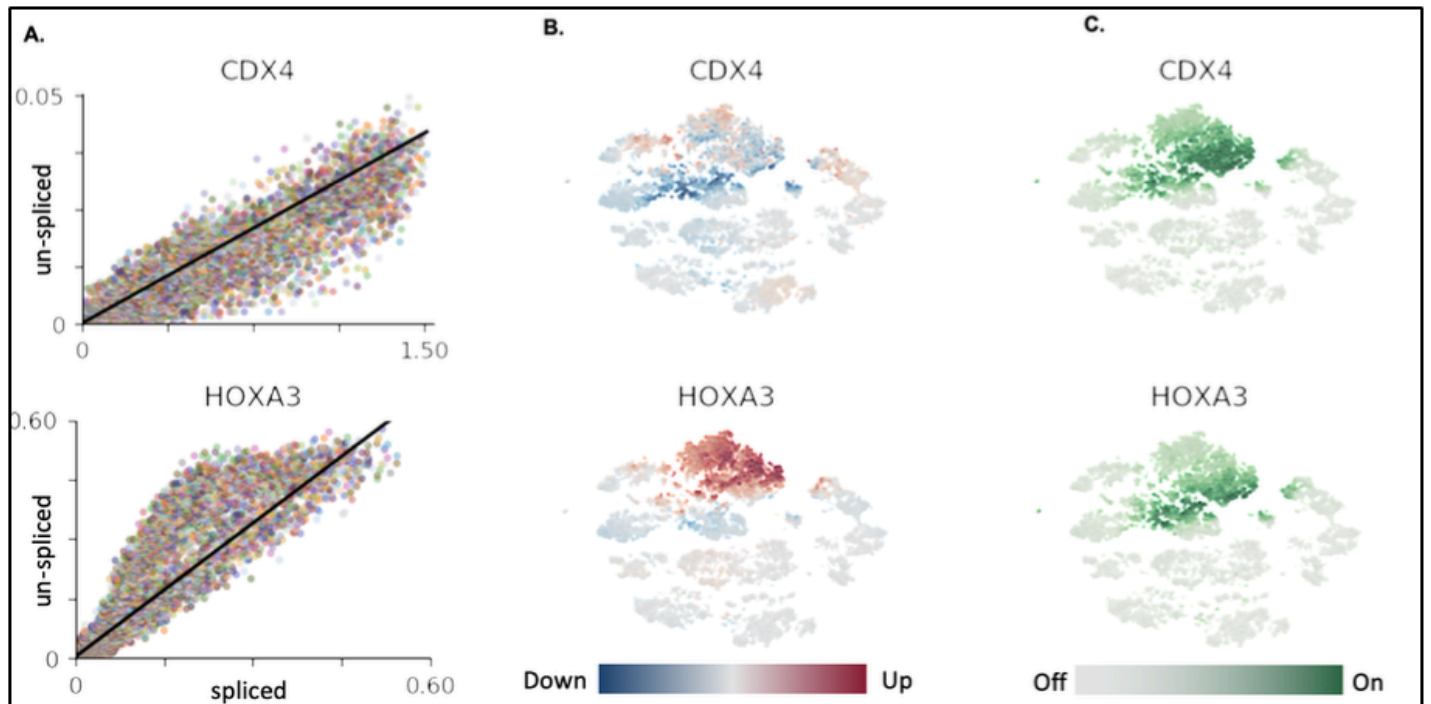 A.
CDX4
0.05
un-spliced
0
0
1.50
HOXA3
0.60
un-spliced
0
0
spliced
0.60
B.
CDX4
HOXA3
Down
Up
C.
CDX4
HOXA3
Off
On